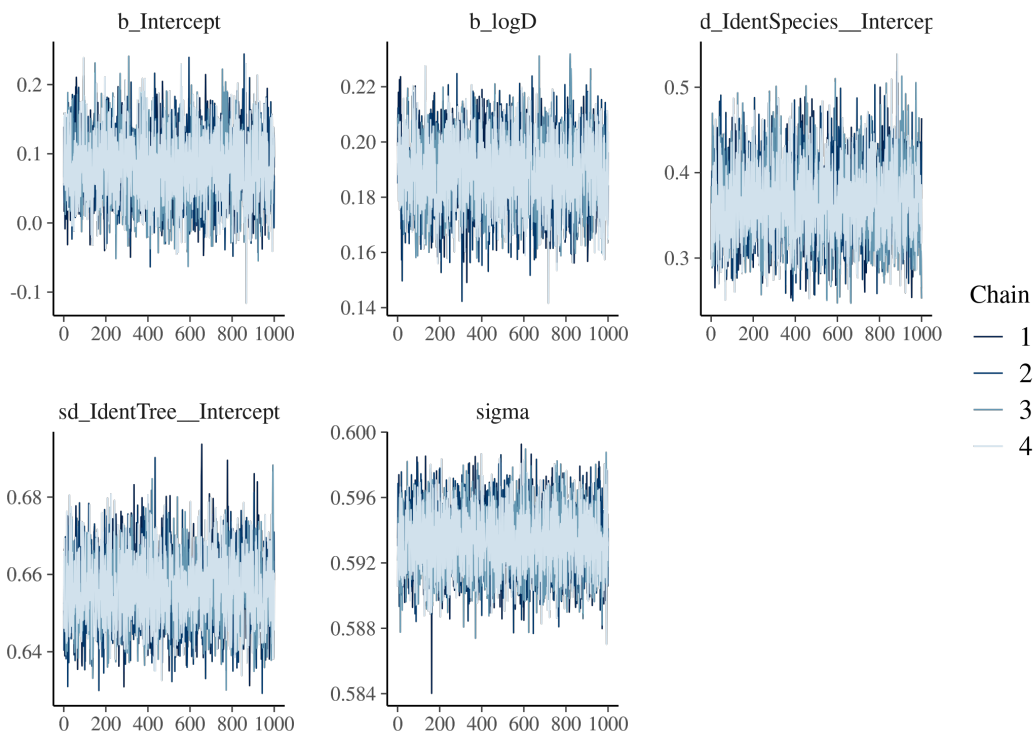 b_Intercept
b_logD
d_IdentSpecies__Intercep
0.2
0.1
0.0
-0.1
0 200 400 600 800 1000
0.22
0.20
0.18
0.16
0.14
0 200 400 600 800 1000
0.5
0.4
0.3
0 200 400 600 800 1000
Chain
1
2
3
4
sd_IdentTree__Intercept
sigma
0.68
0.66
0.64
0 200 400 600 800 1000
0.600
0.596
0.592
0.588
0.584
0 200 400 600 800 1000